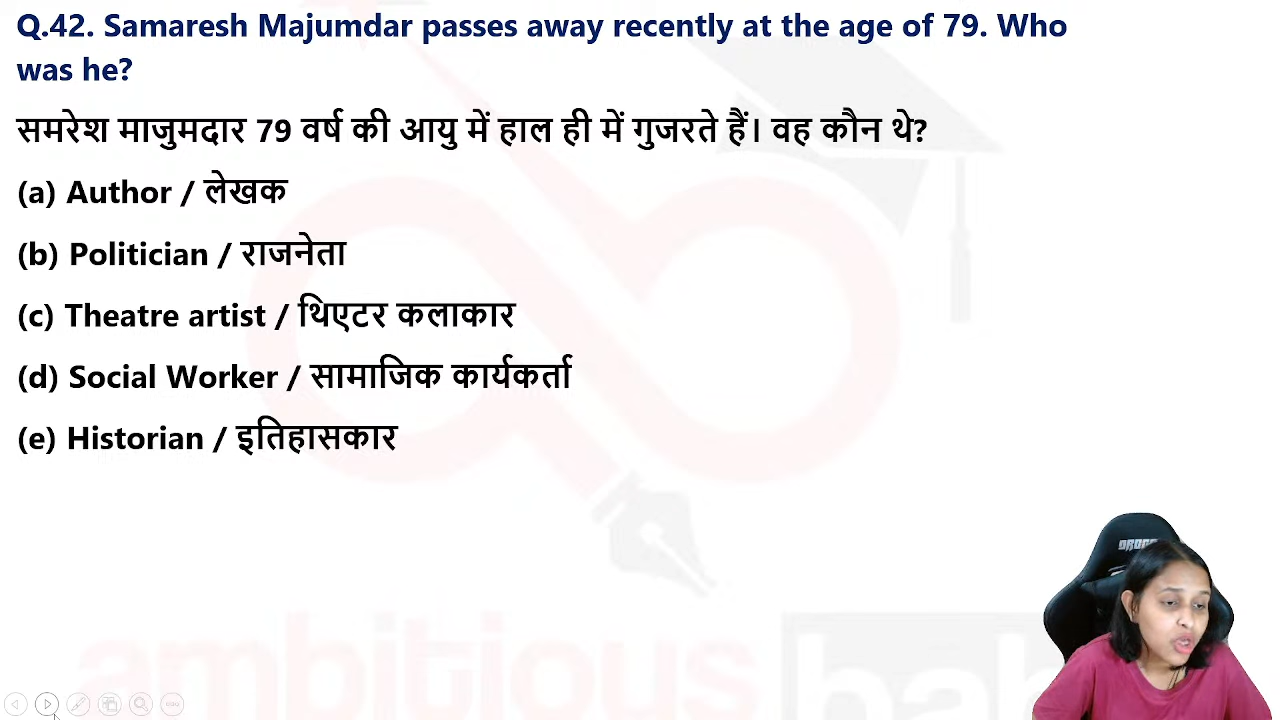 Q.42. Samaresh Majumdar passes away recently at the age of 79. Who
was he?
समरेश माजुमदार 79 वर्ष की आयु में हाल ही में गुजरते हैं। वह कौन थे?
(a) Author / लेखक
(b) Politician / राजनेता
(c) Theatre artist / थिएटर कलाकार
(d) Social Worker / सामाजिक कार्यकर्ता
(e) Historian / इतिहासकार
ambitious